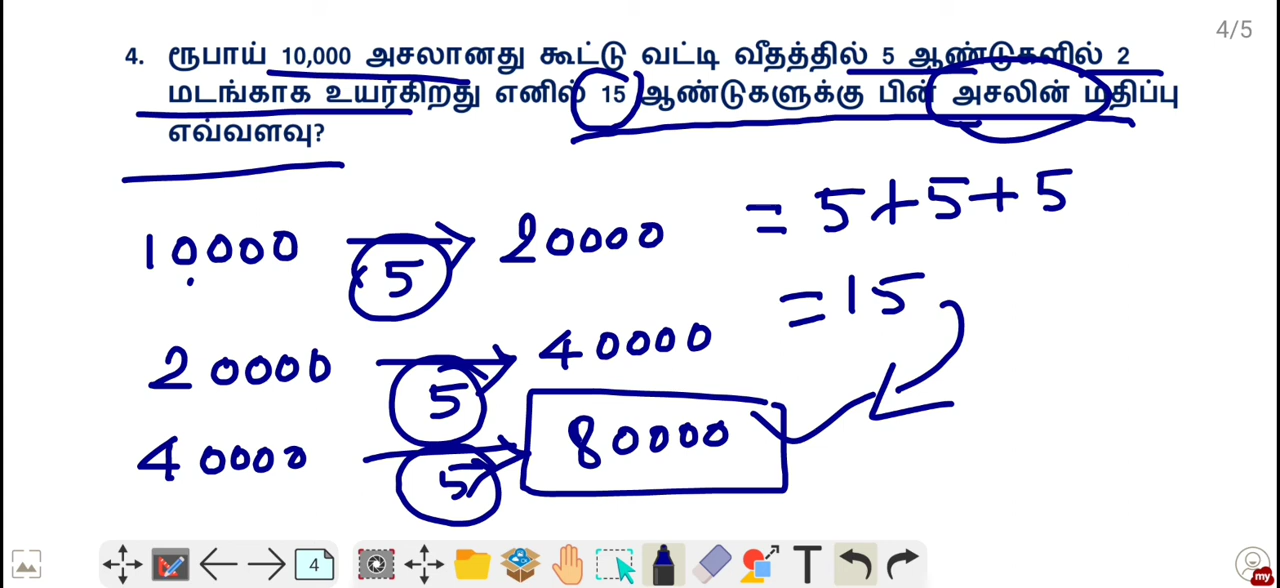 4/5
4. ரூபாய் 10,000 அசலானது கூட்டு வட்டி வீதத்தில் 5 ஆண்டுகளில் 2
மடங்காக உயர்கிறது எனில் 15 ஆண்டுகளுக்கு பின் அசலின் மதிப்பு
எவ்வளவு?
= 5+5+5
10000 5 20000
= 15
20000 5 40000
40000 5 80000
4 T
my